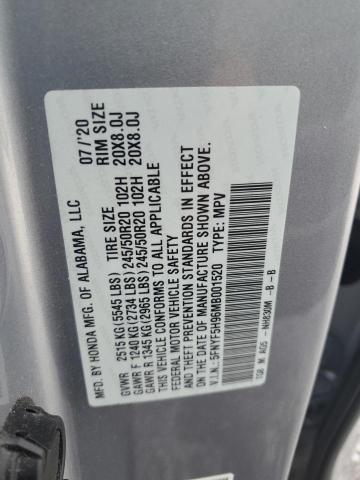 MFD. BY HONDA MFG. OF ALABAMA, LLC 07/'20
GVWR 2515 KG (5545 LBS) TIRE SIZE RIM SIZE
GAWR F 1240 KG (2734 LBS) 245/50R20 102H 20X8.0J
GAWR R 1345 KG (2965 LBS) 245/50R20 102H 20X8.0J
THIS VEHICLE CONFORMS TO ALL APPLICABLE
FEDERAL MOTOR VEHICLE SAFETY
AND THEFT PREVENTION STANDARDS IN EFFECT
ON THE DATE OF MANUFACTURE SHOWN ABOVE.
V.I.N.:5FNYF5H96MB001520 TYPE: MPV
TG8 M A05 -NH830M -B -B